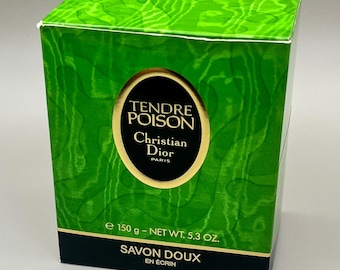 TENDRE
POISON
Christian
Dior
PARIS
℮ 150 g – NET WT. 5.3 OZ.
SAVON DOUX
EN ÉCRIN